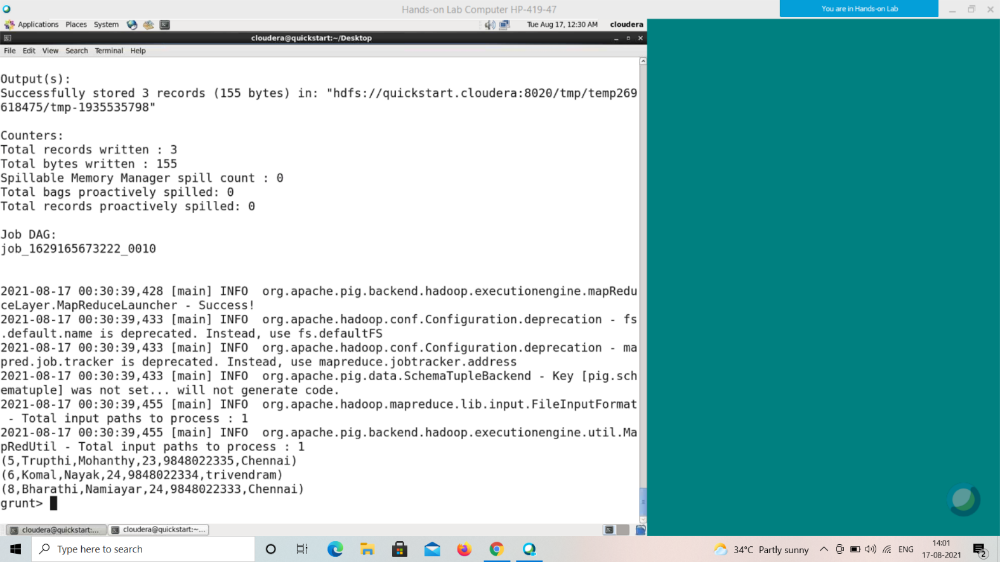 Hands-on Lab Computer HP-419-47
You are in Hands-on Lab
Applications Places System
Tue Aug 17, 12:30 AM cloudera
cloudera@quickstart:~/Desktop
File Edit View Search Terminal Help
Output(s):
Successfully stored 3 records (155 bytes) in: "hdfs://quickstart.cloudera:8020/tmp/temp269
618475/tmp-1935535798"
Counters:
Total records written : 3
Total bytes written : 155
Spillable Memory Manager spill count : 0
Total bags proactively spilled: 0
Total records proactively spilled: 0
Job DAG:
job_1629165673222_0010
2021-08-17 00:30:39,428 [main] INFO  org.apache.pig.backend.hadoop.executionengine.mapRedu
ceLayer.MapReduceLauncher - Success!
2021-08-17 00:30:39,433 [main] INFO  org.apache.hadoop.conf.Configuration.deprecation - fs
.default.name is deprecated. Instead, use fs.defaultFS
2021-08-17 00:30:39,433 [main] INFO  org.apache.hadoop.conf.Configuration.deprecation - ma
pred.job.tracker is deprecated. Instead, use mapreduce.jobtracker.address
2021-08-17 00:30:39,433 [main] INFO  org.apache.pig.data.SchemaTupleBackend - Key [pig.sch
ematuple] was not set... will not generate code.
2021-08-17 00:30:39,455 [main] INFO  org.apache.hadoop.mapreduce.lib.input.FileInputFormat
 - Total input paths to process : 1
2021-08-17 00:30:39,455 [main] INFO  org.apache.pig.backend.hadoop.executionengine.util.Ma
pRedUtil - Total input paths to process : 1
(5,Trupthi,Mohanthy,23,9848022335,Chennai)
(6,Komal,Nayak,24,9848022334,trivendram)
(8,Bharathi,Namiayar,24,9848022333,Chennai)
grunt>
cloudera@quickstart:... cloudera@quickstart:~...
Type here to search
34°C Partly sunny
ENG
14:01
17-08-2021
2